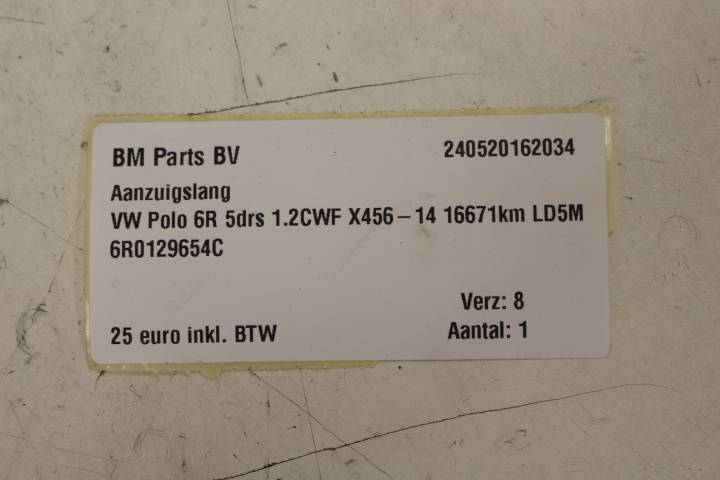 BM Parts BV 240520162034
Aanzuigslang
VW Polo 6R 5drs 1.2CWF X456-14 16671km LD5M
6R0129654C
Verz: 8
25 euro inkl. BTW Aantal: 1